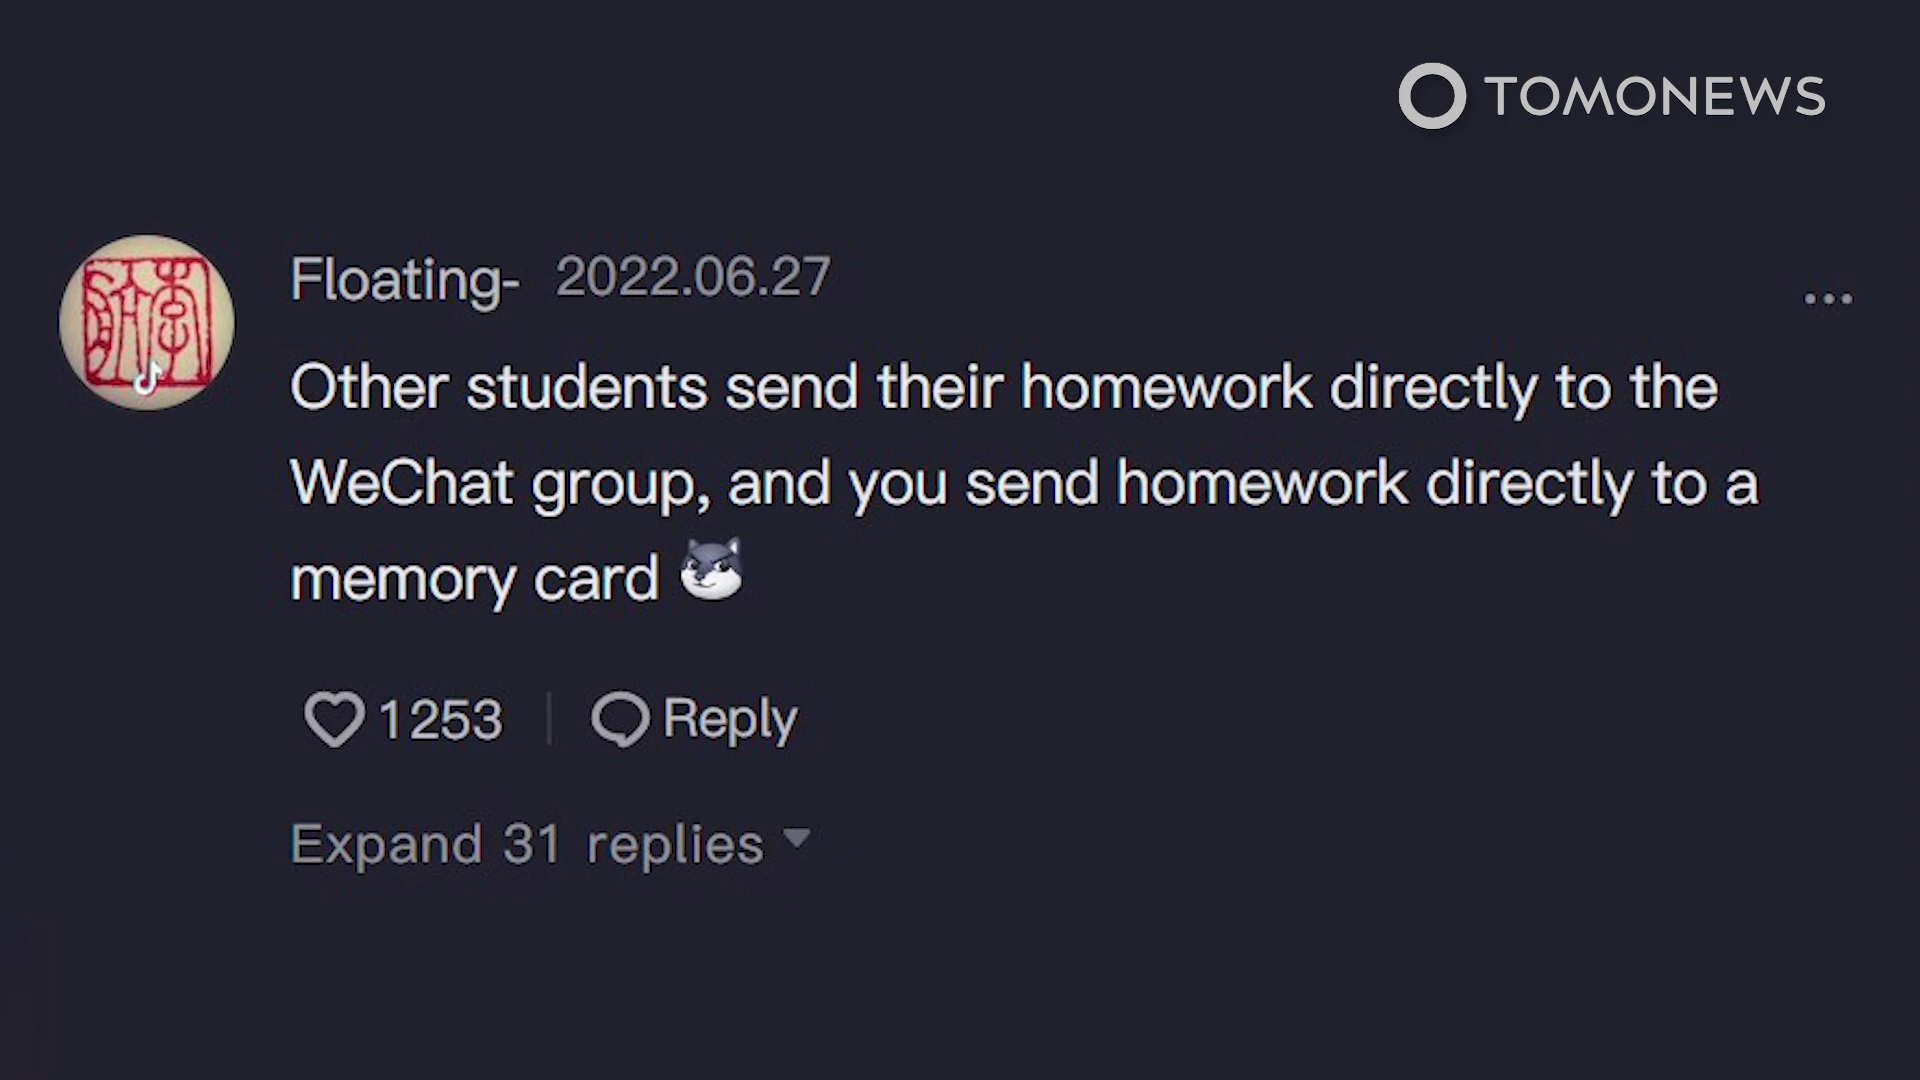 TOMONEWS
Floating- 2022.06.27
Other students send their homework directly to the
WeChat group, and you send homework directly to a
memory card
1253 Reply
Expand 31 replies